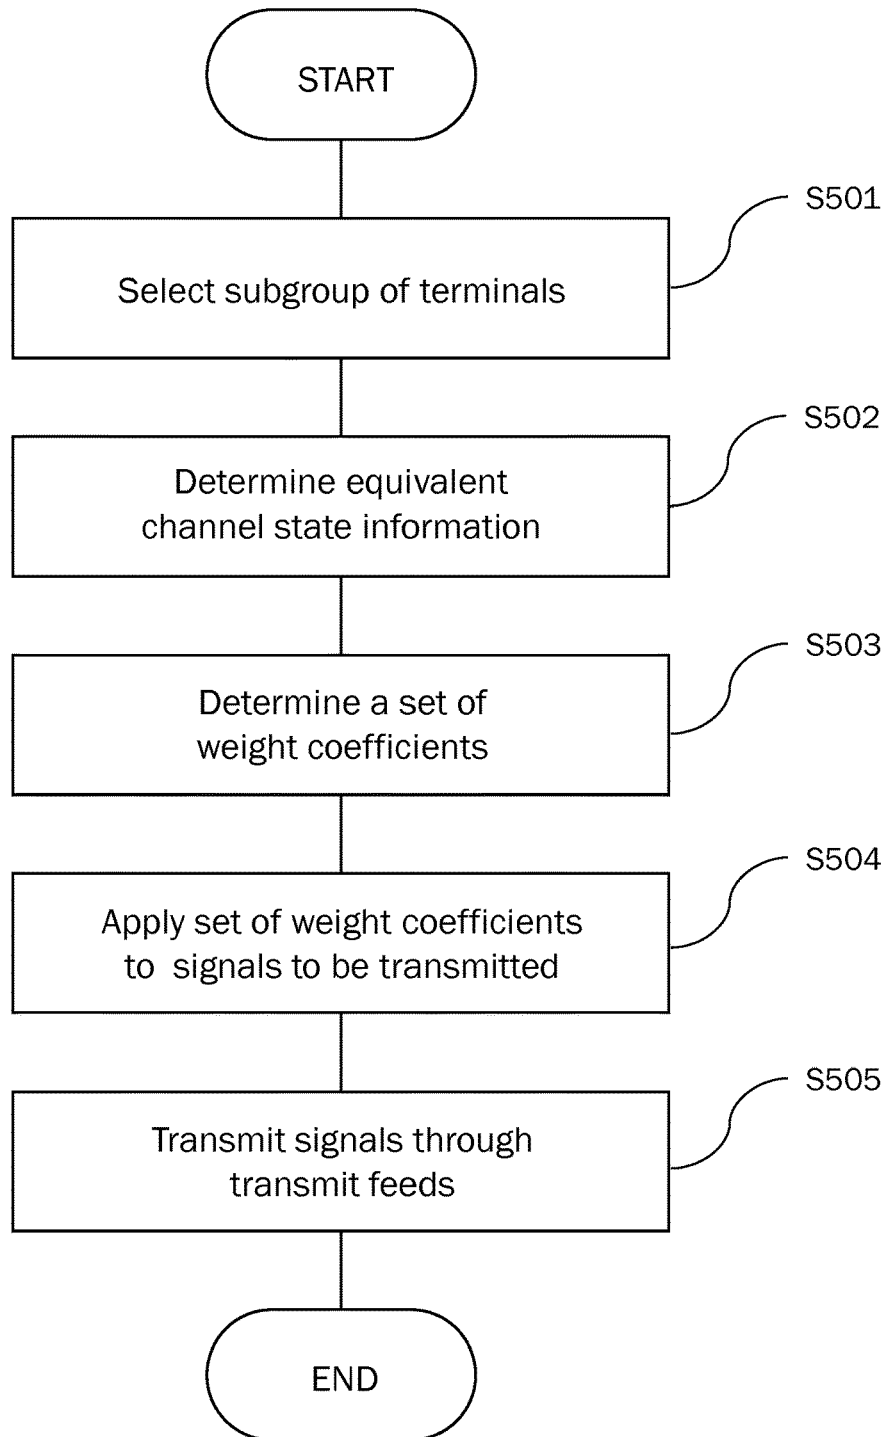 START
S501
Select subgroup of terminals
S502
Determine equivalent
channel state information
S503
Determine a set of
weight coefficients
S504
Apply set of weight coefficients
to signals to be transmitted
S505
Transmit signals through
transmit feeds
END